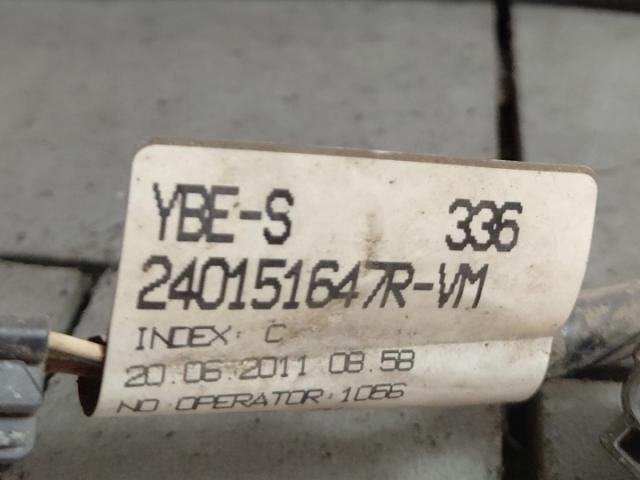 YBE-S 336
240151647R-VM
INDEX: C
20.06.2011 08.58
NO OPERATOR:1066